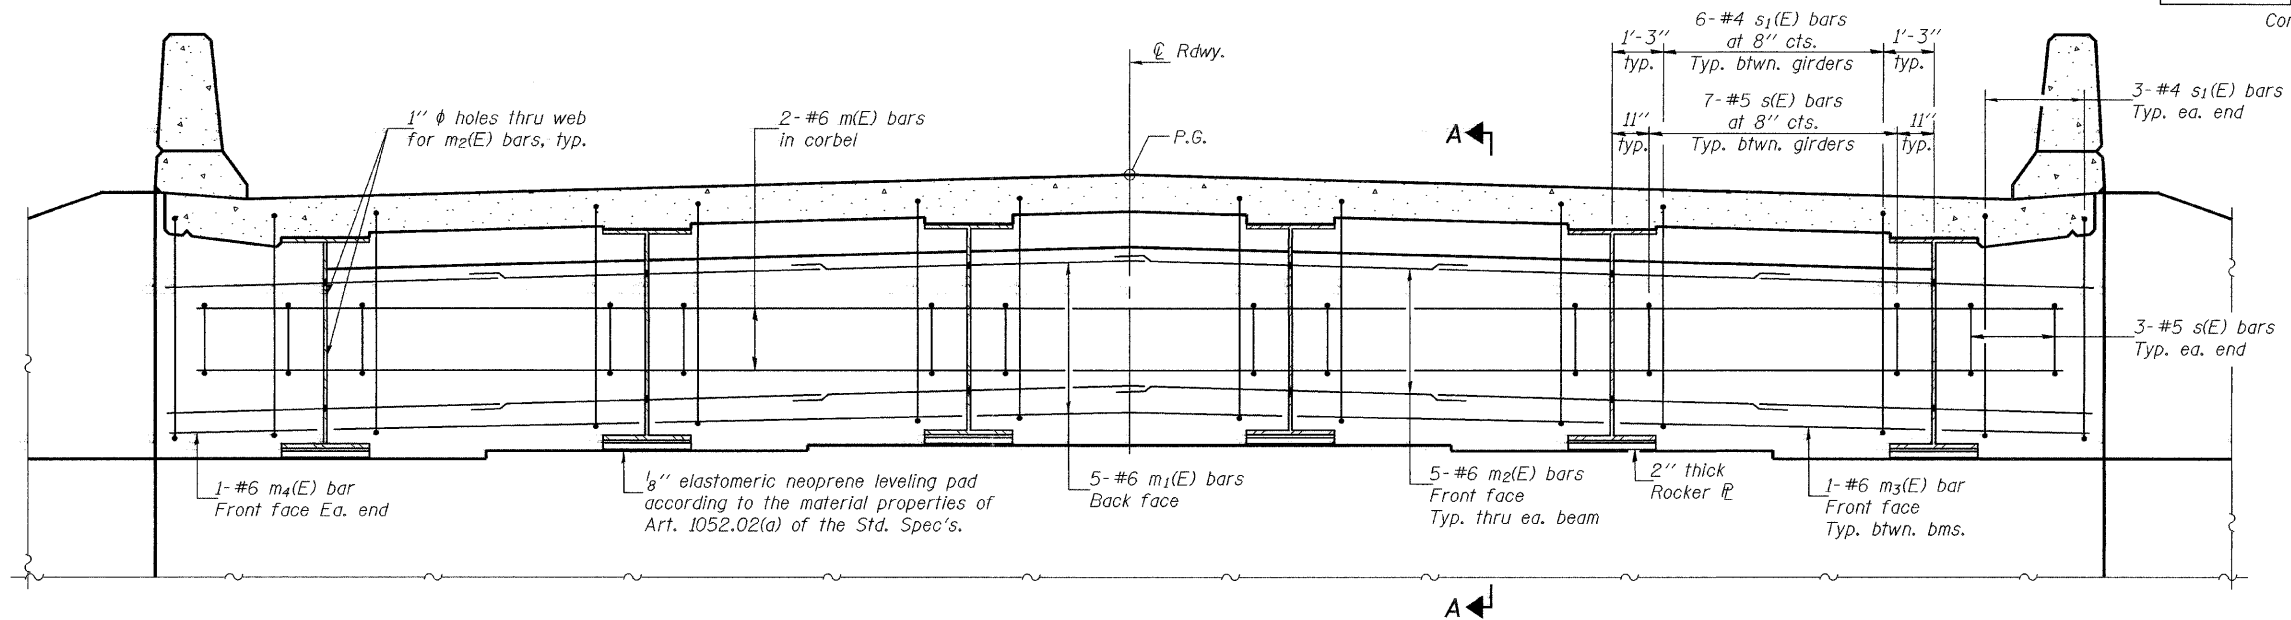 Cor
6-#4 s1(E) bars
at 8" cts.
Typ. btwn. girders
1'-3"
typ.
1'-3"
typ.
℄ Rdwy.
3-#4 s1(E) bars
Typ. ea. end
1" ϕ holes thru web
for m2(E) bars, typ.
2-#6 m(E) bars
in corbel
P.G.
A
7-#5 s(E) bars
at 8" cts.
Typ. btwn. girders
11"
typ.
11"
typ.
3-#5 s(E) bars
Typ. ea. end
1-#6 m4(E) bar
Front face Ea. end
1/8" elastomeric neoprene leveling pad
according to the material properties of
Art. 1052.02(a) of the Std. Spec's.
5-#6 m1(E) bars
Back face
5-#6 m2(E) bars
Front face
Typ. thru ea. beam
2" thick
Rocker ⅊
1-#6 m3(E) bar
Front face
Typ. btwn. bms.
A